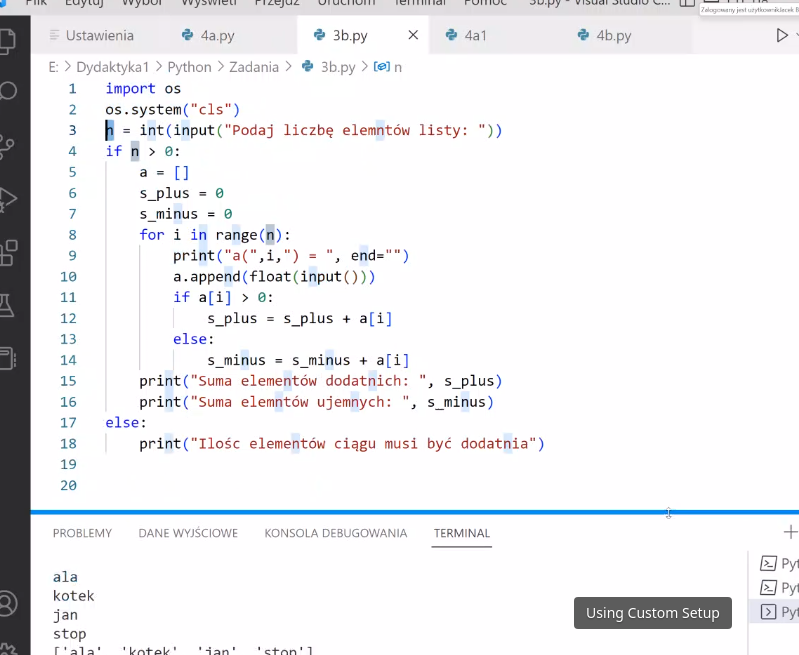 Plik Edytuj Wybór Wyświetl Przejdź Uruchom Terminal Pomoc 3b.py - Visual Studio C...
Ustawienia 4a.py 3b.py 4a1 4b.py
E: > Dydaktyka1 > Python > Zadania > 3b.py > n
1 import os
2 os.system("cls")
3 n = int(input("Podaj liczbę elemntów listy: "))
4 if n > 0:
5 a = []
6 s_plus = 0
7 s_minus = 0
8 for i in range(n):
9 print("a(",i,") = ", end="")
10 a.append(float(input()))
11 if a[i] > 0:
12 s_plus = s_plus + a[i]
13 else:
14 s_minus = s_minus + a[i]
15 print("Suma elementów dodatnich: ", s_plus)
16 print("Suma elemntów ujemnych: ", s_minus)
17 else:
18 print("Ilośc elementów ciągu musi być dodatnia")
19
20
PROBLEMY DANE WYJŚCIOWE KONSOLA DEBUGOWANIA TERMINAL
ala
kotek
jan
stop
['ala', 'kotek', 'jan', 'stop']
Pyt
Pyt
Pyt
Using Custom Setup